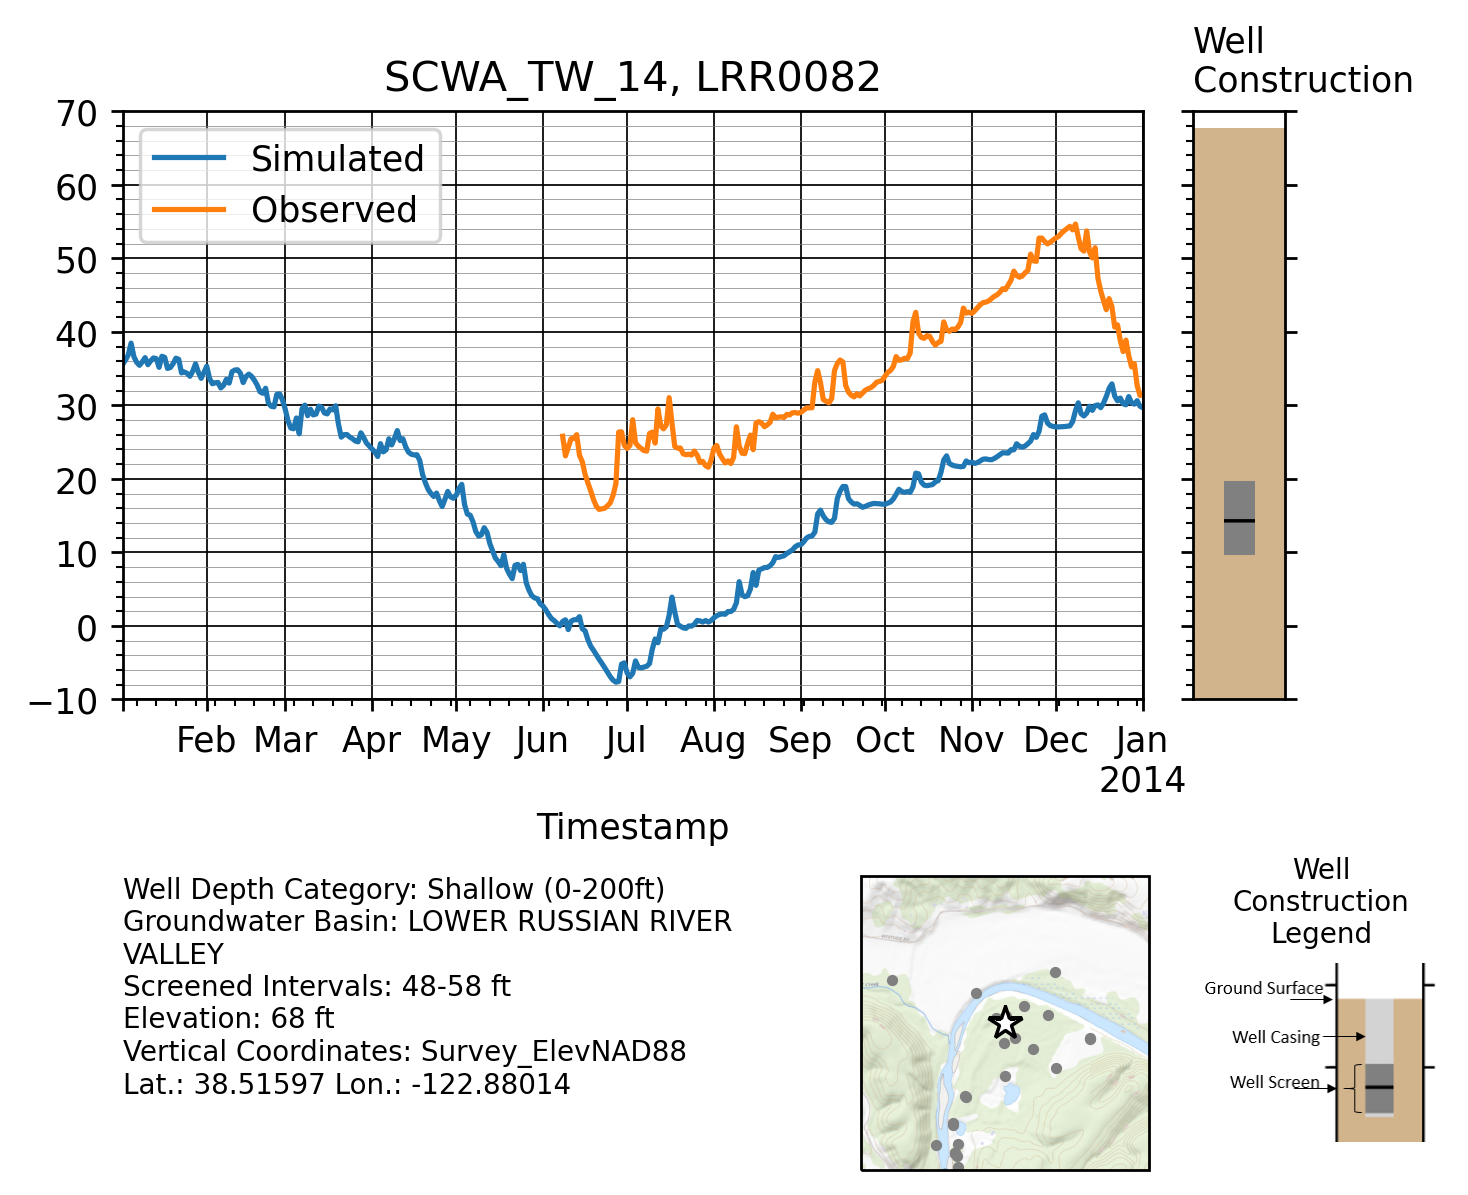 Well
Construction
SCWA_TW_14, LRR0082
70
60
50
40
30
20
10
0
−10
Simulated
Observed
Feb Mar Apr May Jun Jul Aug Sep Oct Nov Dec Jan
2014
Timestamp
Well Depth Category: Shallow (0-200ft)
Groundwater Basin: LOWER RUSSIAN RIVER
VALLEY
Screened Intervals: 48-58 ft
Elevation: 68 ft
Vertical Coordinates: Survey_ElevNAD88
Lat.: 38.51597 Lon.: -122.88014
Well
Construction
Legend
Ground Surface
Well Casing
Well Screen